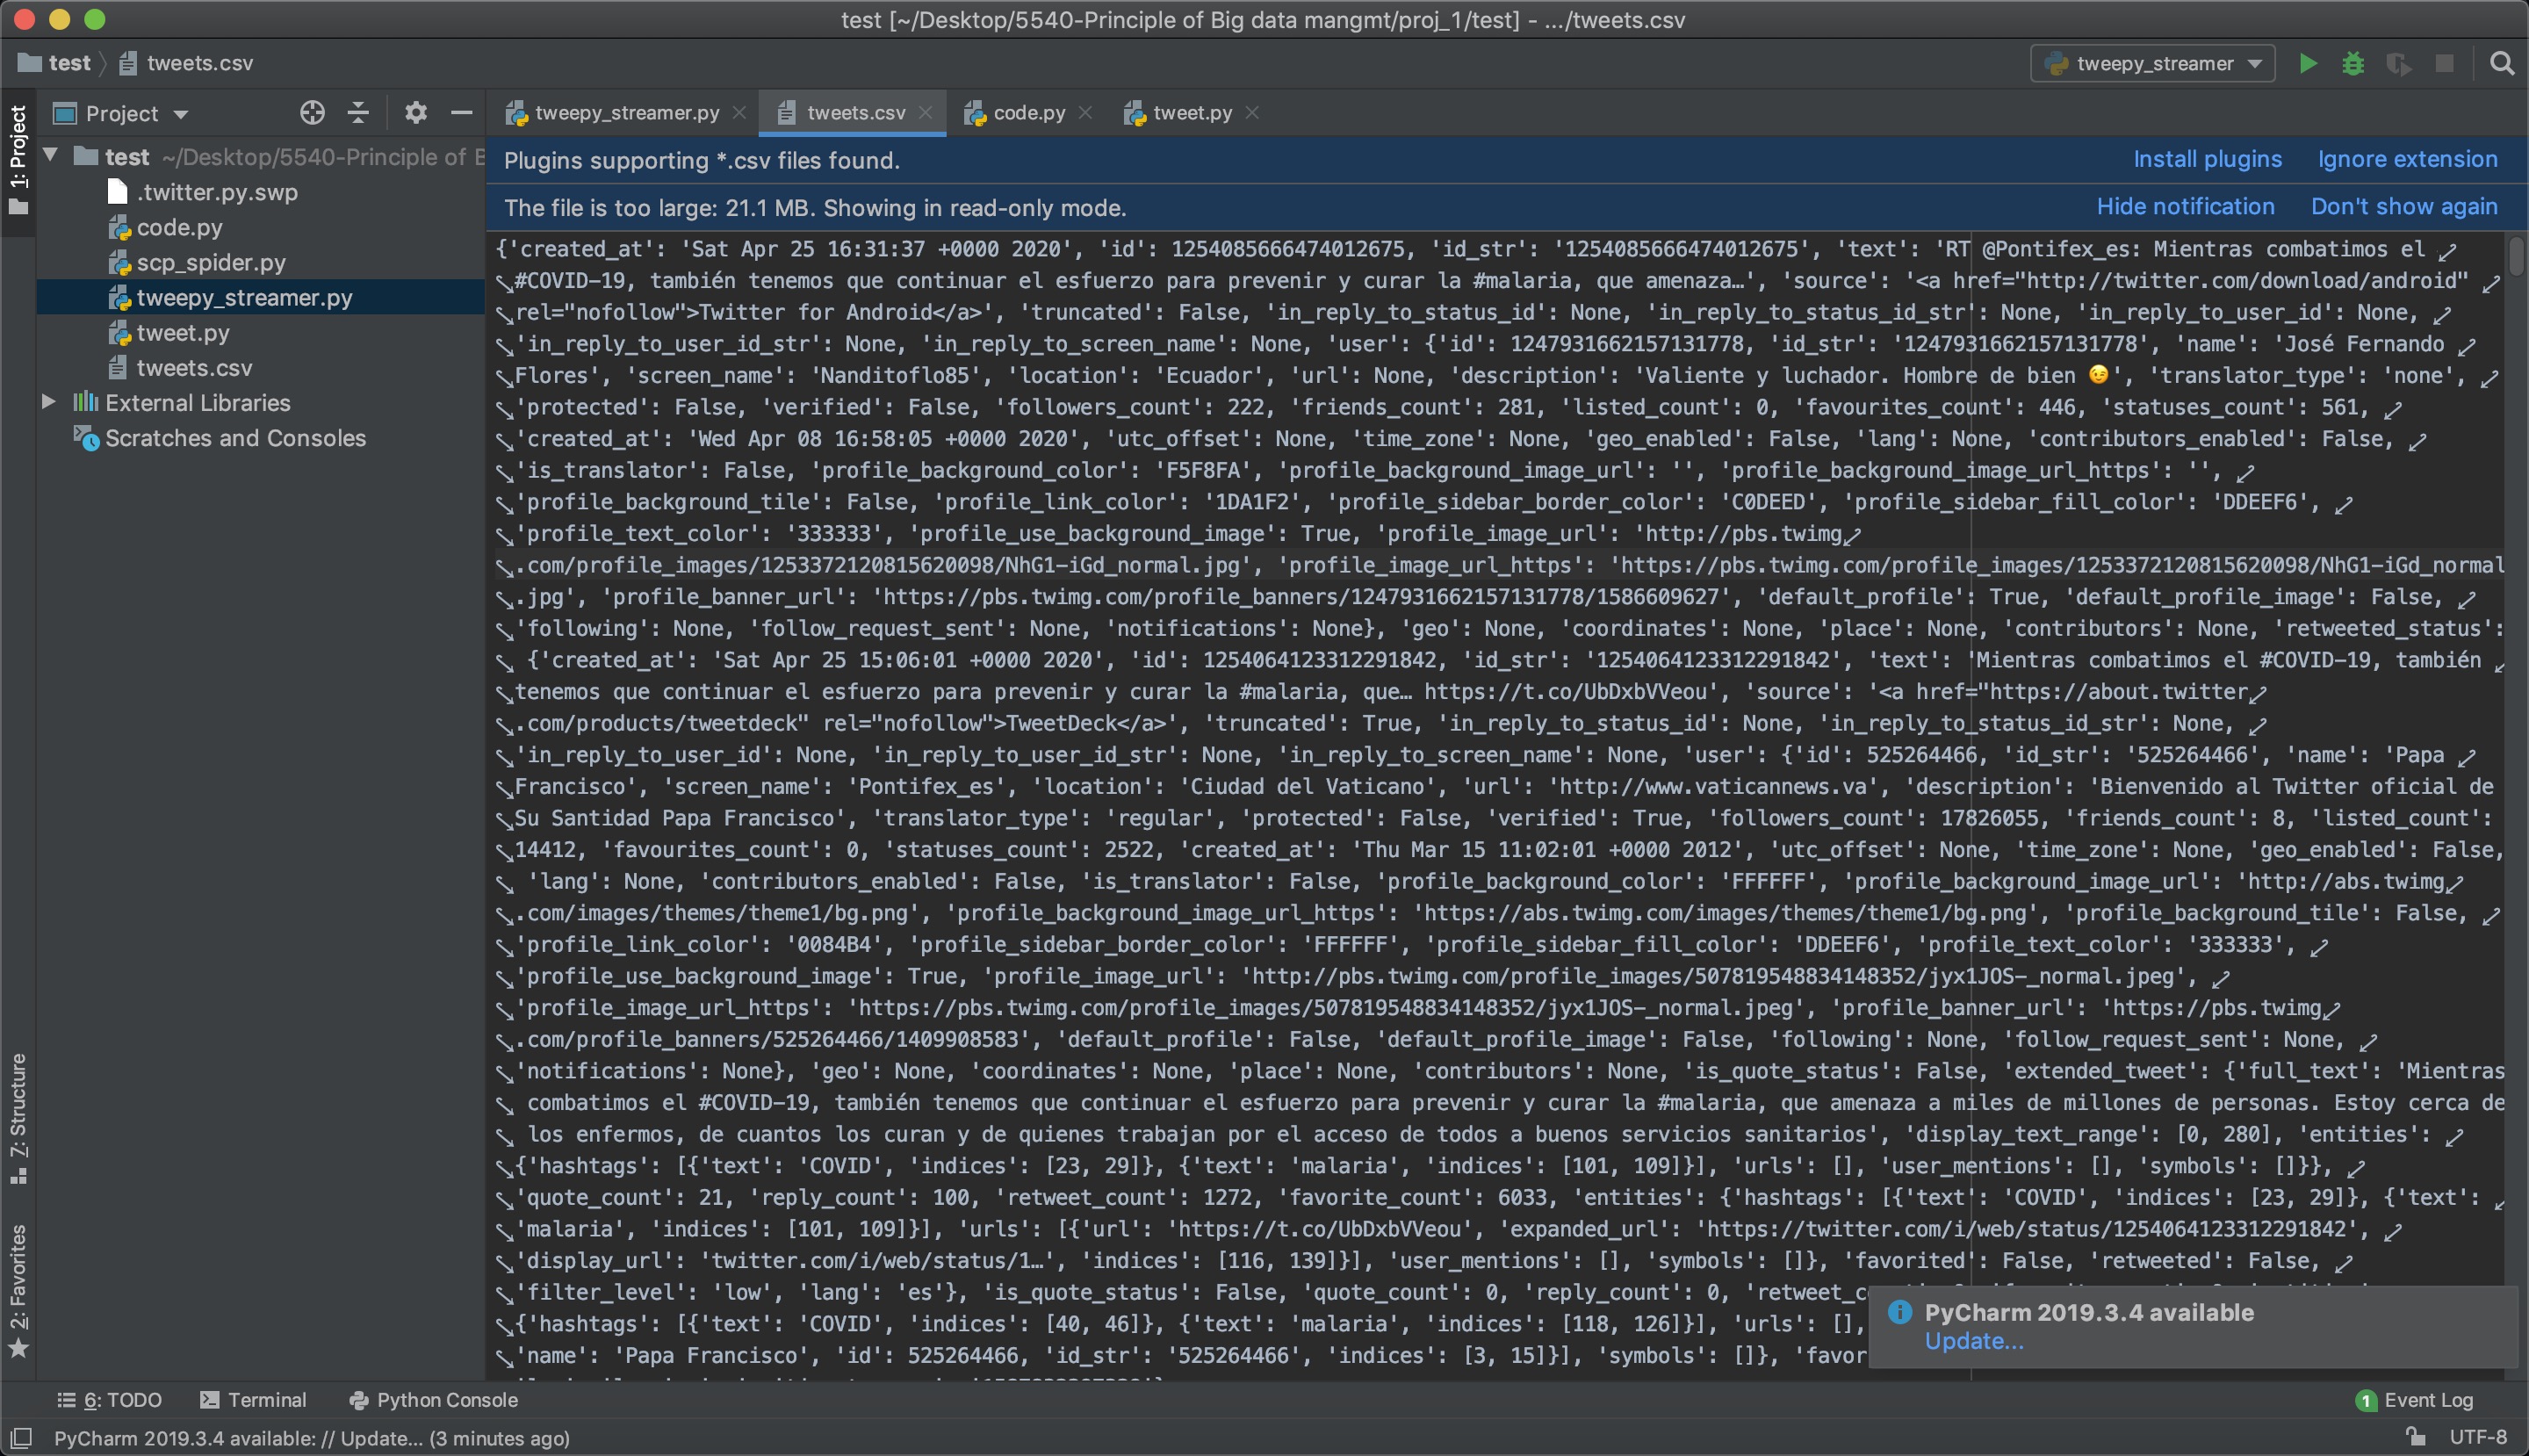 test [~/Desktop/5540-Principle of Big data mangmt/proj_1/test] - .../tweets.csv
test tweets.csv tweepy_streamer
1: Project
Project
tweepy_streamer.py tweets.csv code.py tweet.py
test ~/Desktop/5540-Principle of B
.twitter.py.swp
code.py
scp_spider.py
tweepy_streamer.py
tweet.py
tweets.csv
External Libraries
Scratches and Consoles
Plugins supporting *.csv files found. Install plugins Ignore extension
The file is too large: 21.1 MB. Showing in read-only mode. Hide notification Don't show again
{'created_at': 'Sat Apr 25 16:31:37 +0000 2020', 'id': 1254085666474012675, 'id_str': '1254085666474012675', 'text': 'RT @Pontifex_es: Mientras combatimos el
#COVID-19, también tenemos que continuar el esfuerzo para prevenir y curar la #malaria, que amenaza…', 'source': '<a href="http://twitter.com/download/android"
rel="nofollow">Twitter for Android</a>', 'truncated': False, 'in_reply_to_status_id': None, 'in_reply_to_status_id_str': None, 'in_reply_to_user_id': None,
'in_reply_to_user_id_str': None, 'in_reply_to_screen_name': None, 'user': {'id': 1247931662157131778, 'id_str': '1247931662157131778', 'name': 'José Fernando
Flores', 'screen_name': 'Nanditoflo85', 'location': 'Ecuador', 'url': None, 'description': 'Valiente y luchador. Hombre de bien 😉', 'translator_type': 'none',
'protected': False, 'verified': False, 'followers_count': 222, 'friends_count': 281, 'listed_count': 0, 'favourites_count': 446, 'statuses_count': 561,
'created_at': 'Wed Apr 08 16:58:05 +0000 2020', 'utc_offset': None, 'time_zone': None, 'geo_enabled': False, 'lang': None, 'contributors_enabled': False,
'is_translator': False, 'profile_background_color': 'F5F8FA', 'profile_background_image_url': '', 'profile_background_image_url_https': '',
'profile_background_tile': False, 'profile_link_color': '1DA1F2', 'profile_sidebar_border_color': 'C0DEED', 'profile_sidebar_fill_color': 'DDEEF6',
'profile_text_color': '333333', 'profile_use_background_image': True, 'profile_image_url': 'http://pbs.twimg
.com/profile_images/1253372120815620098/NhG1-iGd_normal.jpg', 'profile_image_url_https': 'https://pbs.twimg.com/profile_images/1253372120815620098/NhG1-iGd_normal
.jpg', 'profile_banner_url': 'https://pbs.twimg.com/profile_banners/1247931662157131778/1586609627', 'default_profile': True, 'default_profile_image': False,
'following': None, 'follow_request_sent': None, 'notifications': None}, 'geo': None, 'coordinates': None, 'place': None, 'contributors': None, 'retweeted_status':
{'created_at': 'Sat Apr 25 15:06:01 +0000 2020', 'id': 1254064123312291842, 'id_str': '1254064123312291842', 'text': 'Mientras combatimos el #COVID-19, también
tenemos que continuar el esfuerzo para prevenir y curar la #malaria, que… https://t.co/UbDxbVVeou', 'source': '<a href="https://about.twitter
.com/products/tweetdeck" rel="nofollow">TweetDeck</a>', 'truncated': True, 'in_reply_to_status_id': None, 'in_reply_to_status_id_str': None,
'in_reply_to_user_id': None, 'in_reply_to_user_id_str': None, 'in_reply_to_screen_name': None, 'user': {'id': 525264466, 'id_str': '525264466', 'name': 'Papa
Francisco', 'screen_name': 'Pontifex_es', 'location': 'Ciudad del Vaticano', 'url': 'http://www.vaticannews.va', 'description': 'Bienvenido al Twitter oficial de
Su Santidad Papa Francisco', 'translator_type': 'regular', 'protected': False, 'verified': True, 'followers_count': 17826055, 'friends_count': 8, 'listed_count':
14412, 'favourites_count': 0, 'statuses_count': 2522, 'created_at': 'Thu Mar 15 11:02:01 +0000 2012', 'utc_offset': None, 'time_zone': None, 'geo_enabled': False,
'lang': None, 'contributors_enabled': False, 'is_translator': False, 'profile_background_color': 'FFFFFF', 'profile_background_image_url': 'http://abs.twimg
.com/images/themes/theme1/bg.png', 'profile_background_image_url_https': 'https://abs.twimg.com/images/themes/theme1/bg.png', 'profile_background_tile': False,
'profile_link_color': '0084B4', 'profile_sidebar_border_color': 'FFFFFF', 'profile_sidebar_fill_color': 'DDEEF6', 'profile_text_color': '333333',
'profile_use_background_image': True, 'profile_image_url': 'http://pbs.twimg.com/profile_images/507819548834148352/jyx1JOS-_normal.jpeg',
'profile_image_url_https': 'https://pbs.twimg.com/profile_images/507819548834148352/jyx1JOS-_normal.jpeg', 'profile_banner_url': 'https://pbs.twimg
.com/profile_banners/525264466/1409908583', 'default_profile': False, 'default_profile_image': False, 'following': None, 'follow_request_sent': None,
'notifications': None}, 'geo': None, 'coordinates': None, 'place': None, 'contributors': None, 'is_quote_status': False, 'extended_tweet': {'full_text': 'Mientras
combatimos el #COVID-19, también tenemos que continuar el esfuerzo para prevenir y curar la #malaria, que amenaza a miles de millones de personas. Estoy cerca de
los enfermos, de cuantos los curan y de quienes trabajan por el acceso de todos a buenos servicios sanitarios', 'display_text_range': [0, 280], 'entities':
{'hashtags': [{'text': 'COVID', 'indices': [23, 29]}, {'text': 'malaria', 'indices': [101, 109]}], 'urls': [], 'user_mentions': [], 'symbols': []}},
'quote_count': 21, 'reply_count': 100, 'retweet_count': 1272, 'favorite_count': 6033, 'entities': {'hashtags': [{'text': 'COVID', 'indices': [23, 29]}, {'text':
'malaria', 'indices': [101, 109]}], 'urls': [{'url': 'https://t.co/UbDxbVVeou', 'expanded_url': 'https://twitter.com/i/web/status/1254064123312291842',
'display_url': 'twitter.com/i/web/status/1…', 'indices': [116, 139]}], 'user_mentions': [], 'symbols': []}, 'favorited': False, 'retweeted': False,
'filter_level': 'low', 'lang': 'es'}, 'is_quote_status': False, 'quote_count': 0, 'reply_count': 0, 'retweet_c
{'hashtags': [{'text': 'COVID', 'indices': [40, 46]}, {'text': 'malaria', 'indices': [118, 126]}], 'urls': [],
'name': 'Papa Francisco', 'id': 525264466, 'id_str': '525264466', 'indices': [3, 15]}], 'symbols': []}, 'favor
PyCharm 2019.3.4 available
Update...
Z: Structure
2: Favorites
6: TODO Terminal Python Console 1 Event Log
PyCharm 2019.3.4 available: // Update... (3 minutes ago) UTF-8